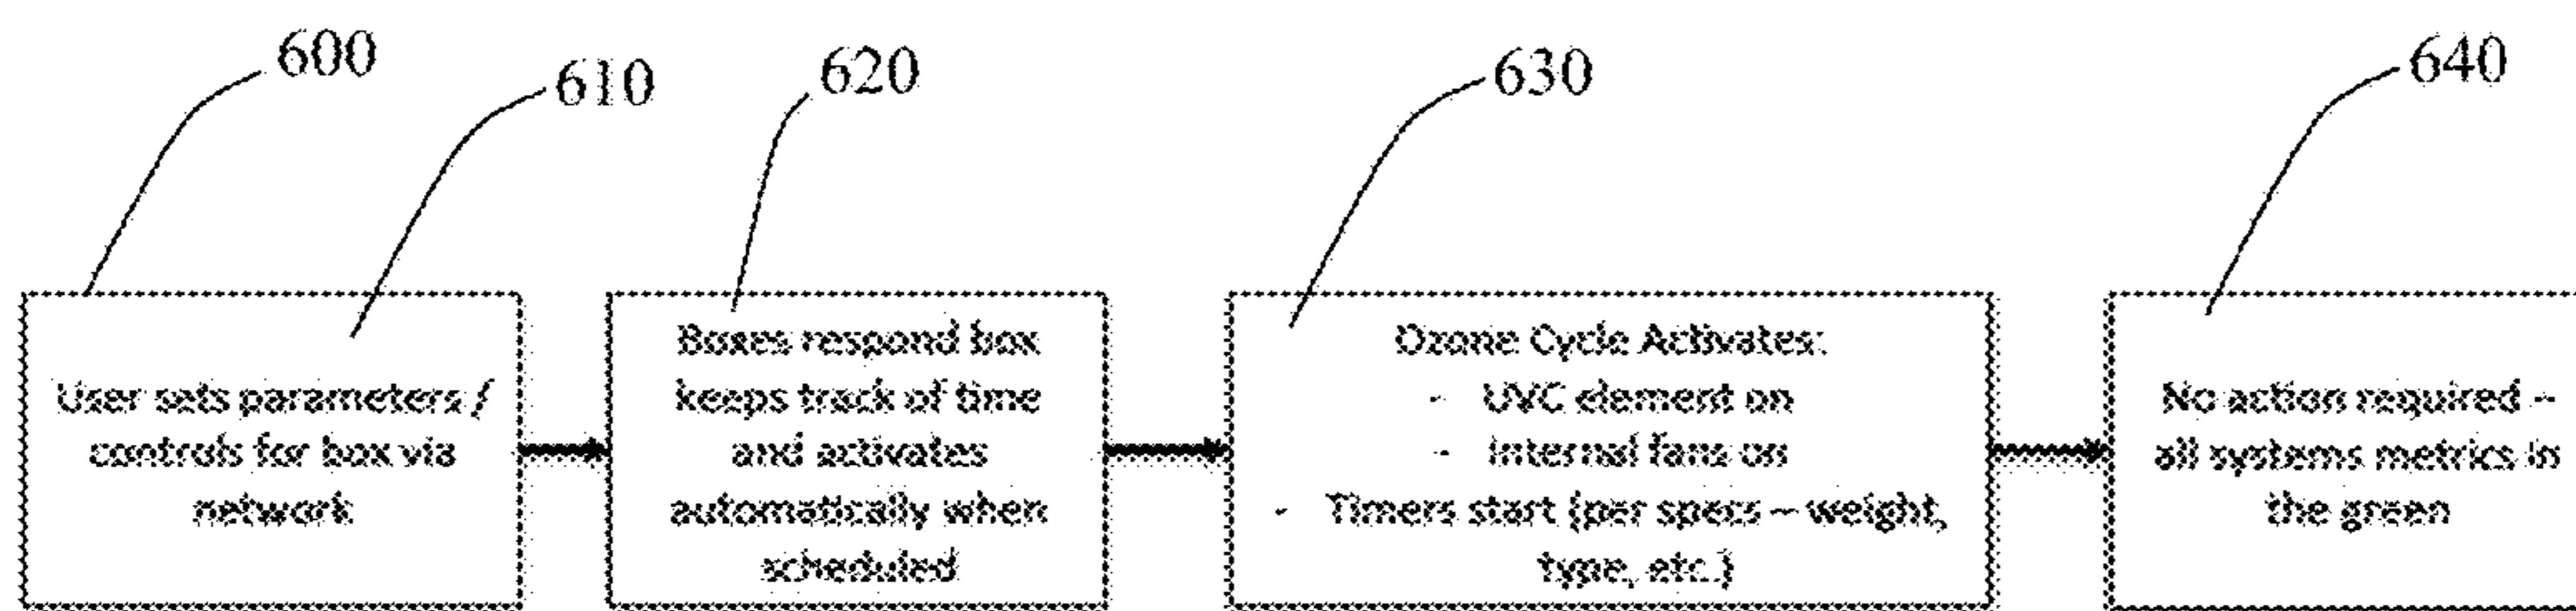 600
610
620
630
640
User sets parameters /
controls for box via
network
Boxes respond box
keeps track of time
and activates
automatically when
scheduled
Ozone Cycle Activates:
- UVC element on
- Internal fans on
- Timers start (per specs – weight,
type, etc.)
No action required –
all systems metrics in
the green